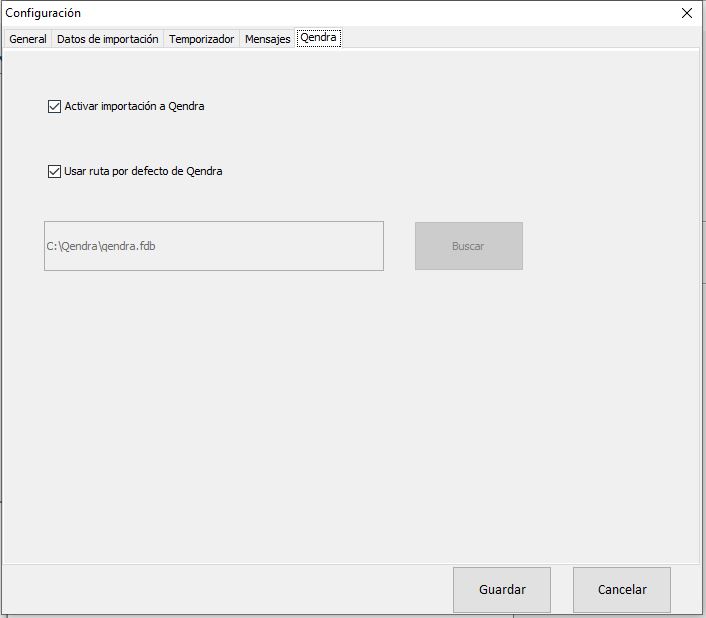 Configuración
General Datos de importación Temporizador Mensajes Qendra
Activar importación a Qendra
Usar ruta por defecto de Qendra
C:\Qendra\qendra.fdb Buscar
Guardar Cancelar